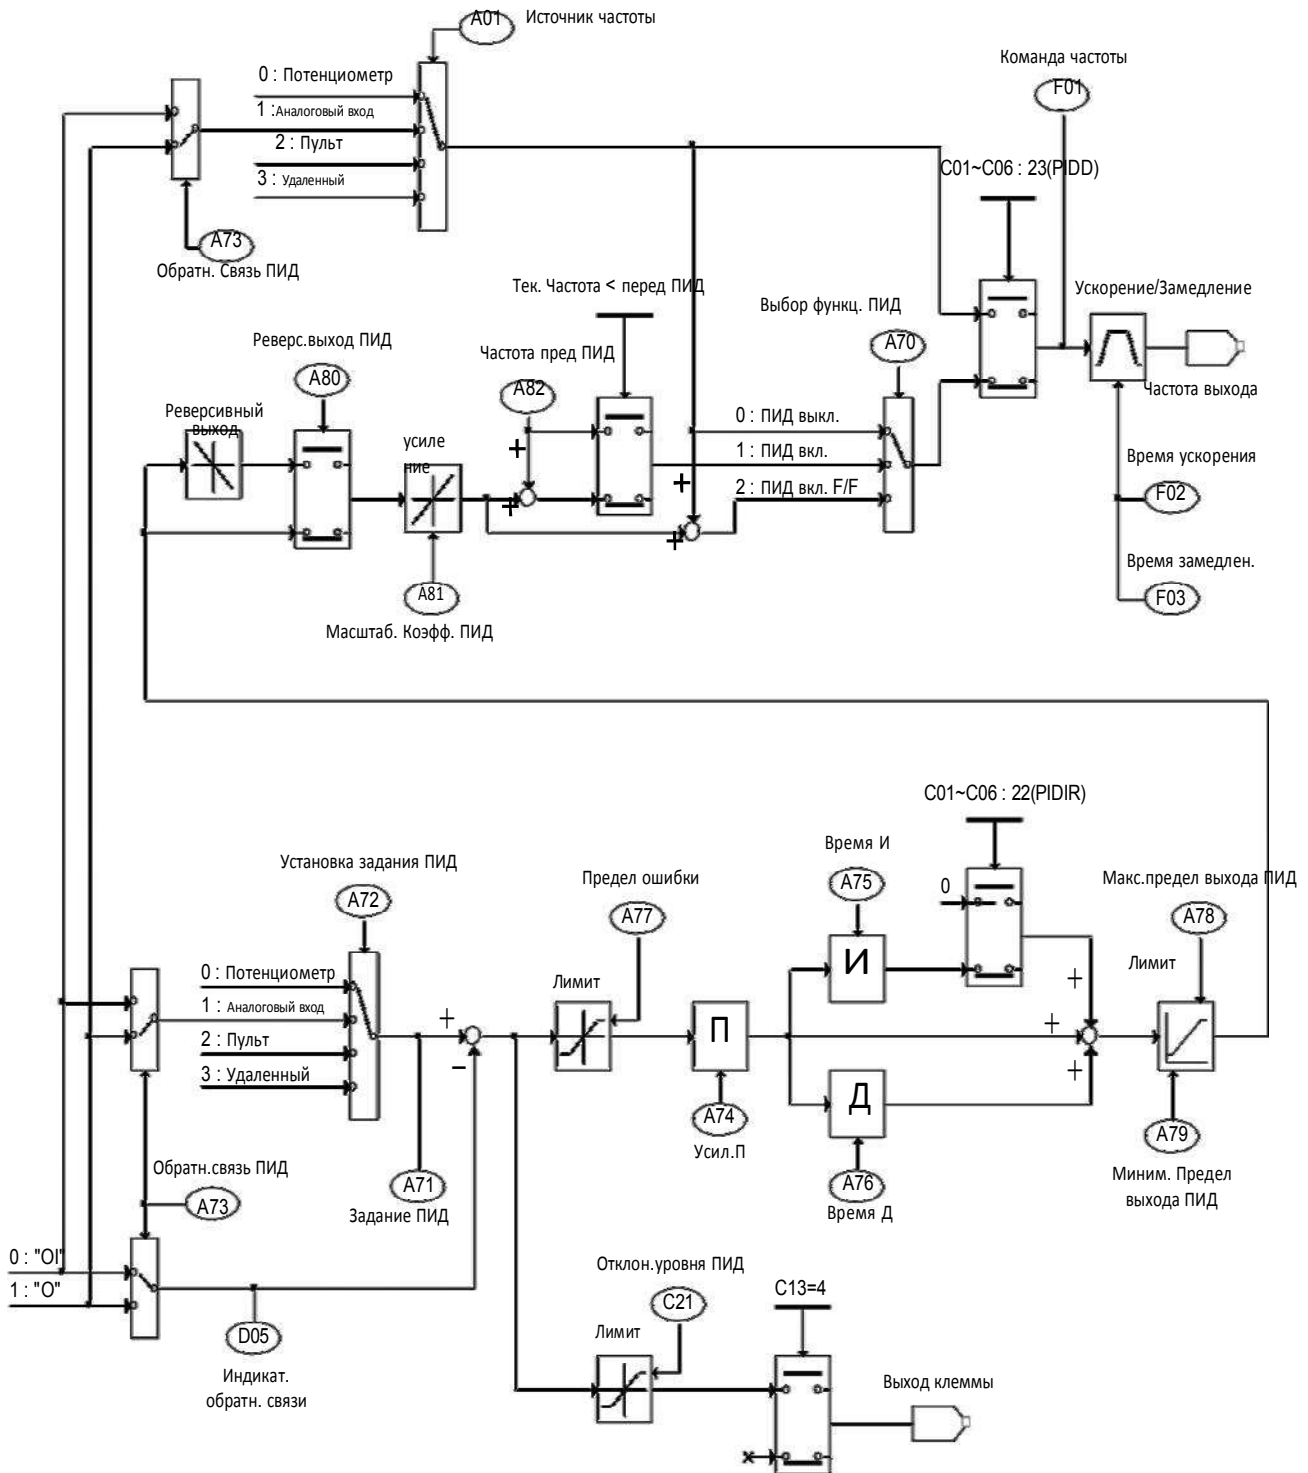 A01
Источник частоты
0 : Потенциометр
1 : Аналоговый вход
2 : Пульт
3 : Удаленный
A73
Обратн. Связь ПИД
Команда частоты
F01
C01~C06 : 23(PIDD)
Тек. Частота < перед ПИД
Выбор функц. ПИД
A70
Ускорение/Замедление
Частота выхода
Реверс.выход ПИД
A80
Частота пред ПИД
A82
Реверсивный
выход
усиле
ние
+
+
+
+
0 : ПИД выкл.
1 : ПИД вкл.
2 : ПИД вкл. F/F
Время ускорения
F02
Время замедлен.
F03
A81
Масштаб. Коэфф. ПИД
C01~C06 : 22(PIDIR)
Установка задания ПИД
A72
Предел ошибки
A77
Время И
A75
0
Макс.предел выхода ПИД
A78
0 : Потенциометр
1 : Аналоговый вход
2 : Пульт
3 : Удаленный
Лимит
И
Лимит
+
+
−
П
+
+
Д
A74
Усил.П
A76
Время Д
A79
Миним. Предел
выхода ПИД
Обратн.связь ПИД
A73
A71
Задание ПИД
0 : "OI"
1 : "O"
D05
Индикат.
обратн. связи
Отклон.уровня ПИД
C21
Лимит
C13=4
Выход клеммы